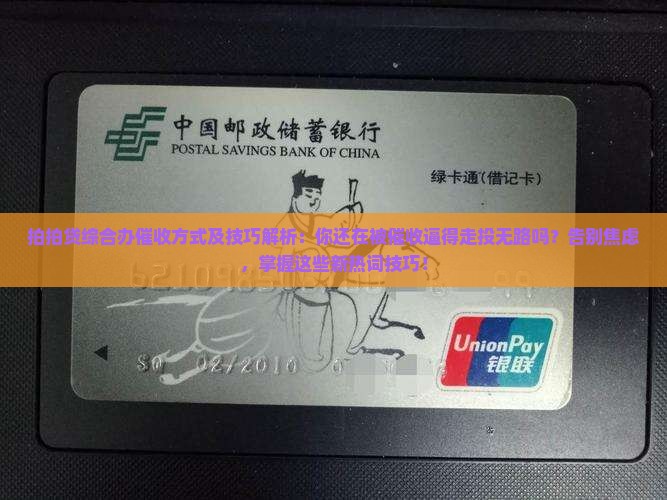 中国邮政储蓄银行
POSTAL SAVINGS BANK OF CHINA
绿卡通(借记卡)
拍拍贷综合办催收方式及技巧解析：你还在被催收逼得走投无路吗？告别焦虑
，掌握这些新热词技巧！
UnionPay
银联
02/2010